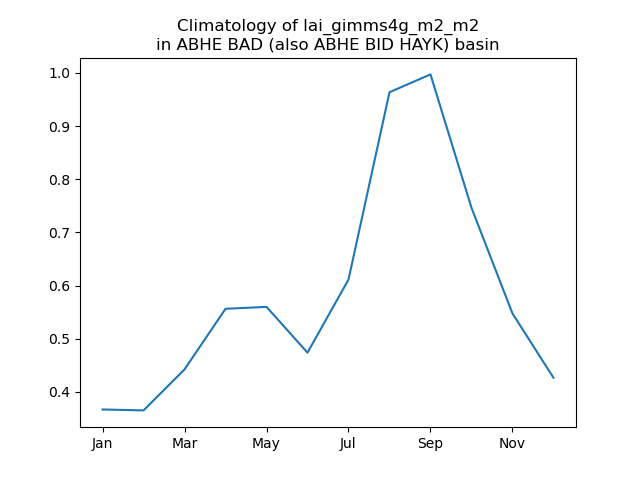 Climatology of lai_gimms4g_m2_m2
in ABHE BAD (also ABHE BID HAYK) basin
1.0
0.9
0.8
0.7
0.6
0.5
0.4
Jan Mar May Jul Sep Nov